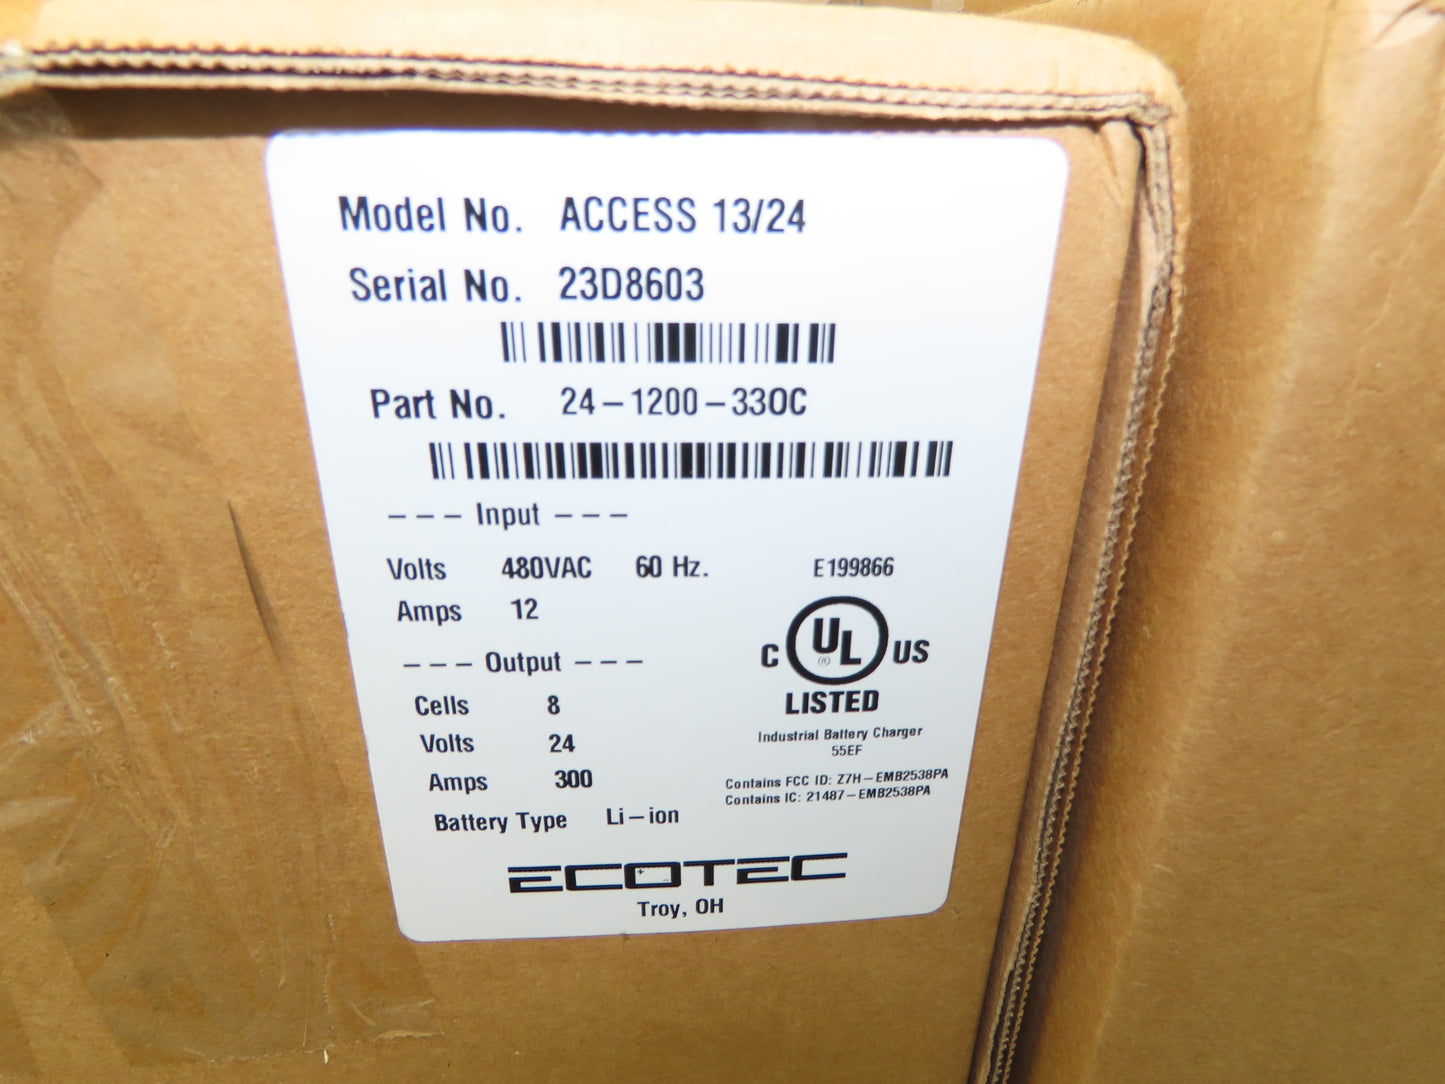 Model No. ACCESS 13/24
Serial No. 23D8603
Part No. 24-1200-330C
--- Input ---
Volts 480VAC 60 Hz. E199866
Amps 12
C UL ® US
LISTED
--- Output ---
Cells 8
Volts 24
Amps 300
Battery Type Li-ion
Industrial Battery Charger
55EF
Contains FCC ID: Z7H-EMB2538PA
Contains IC: 21487-EMB2538PA
ECOTEC
Troy, OH